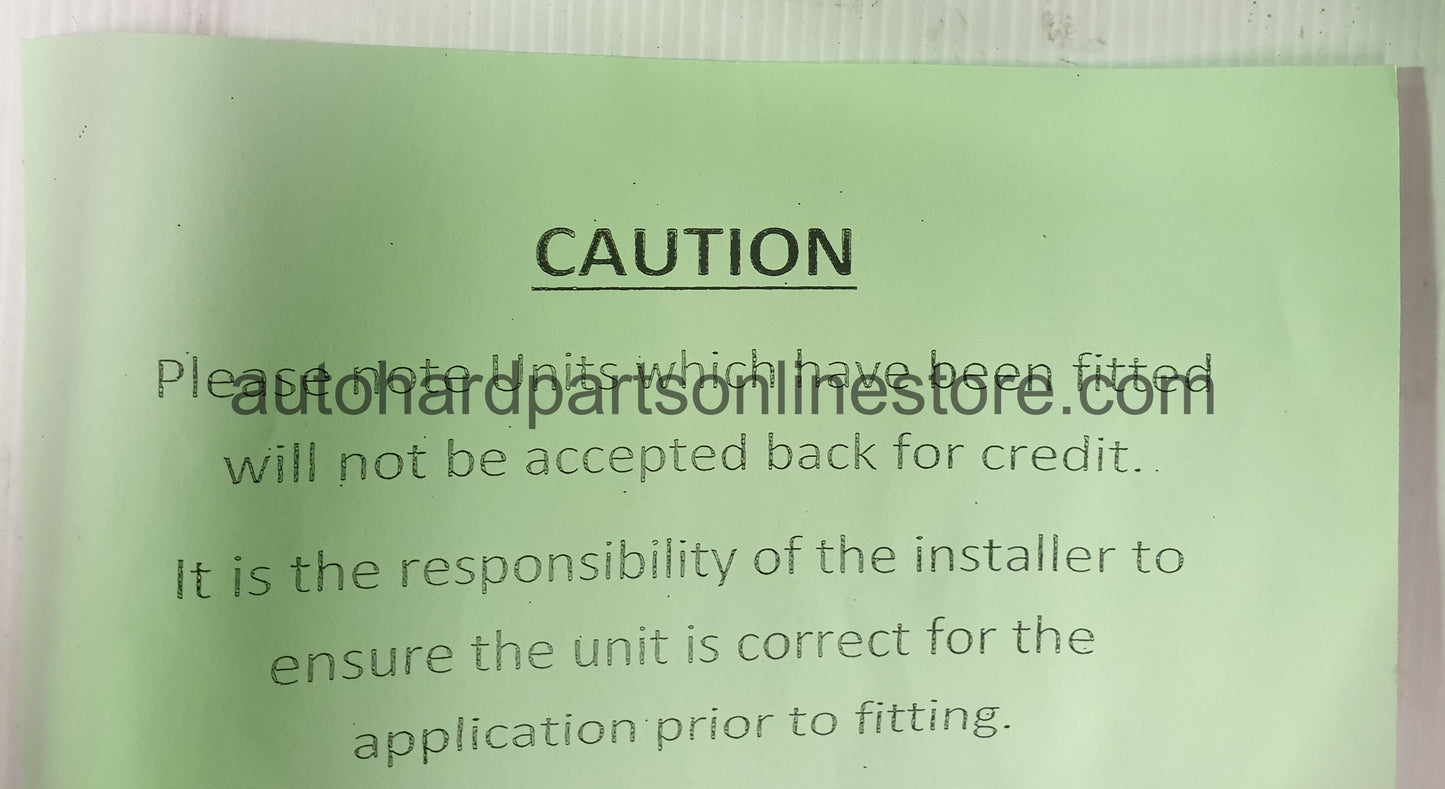 CAUTION
Please note Units which have been fitted
autohardpartsonlinestore.com
will not be accepted back for credit.
It is the responsibility of the installer to
ensure the unit is correct for the
application prior to fitting.